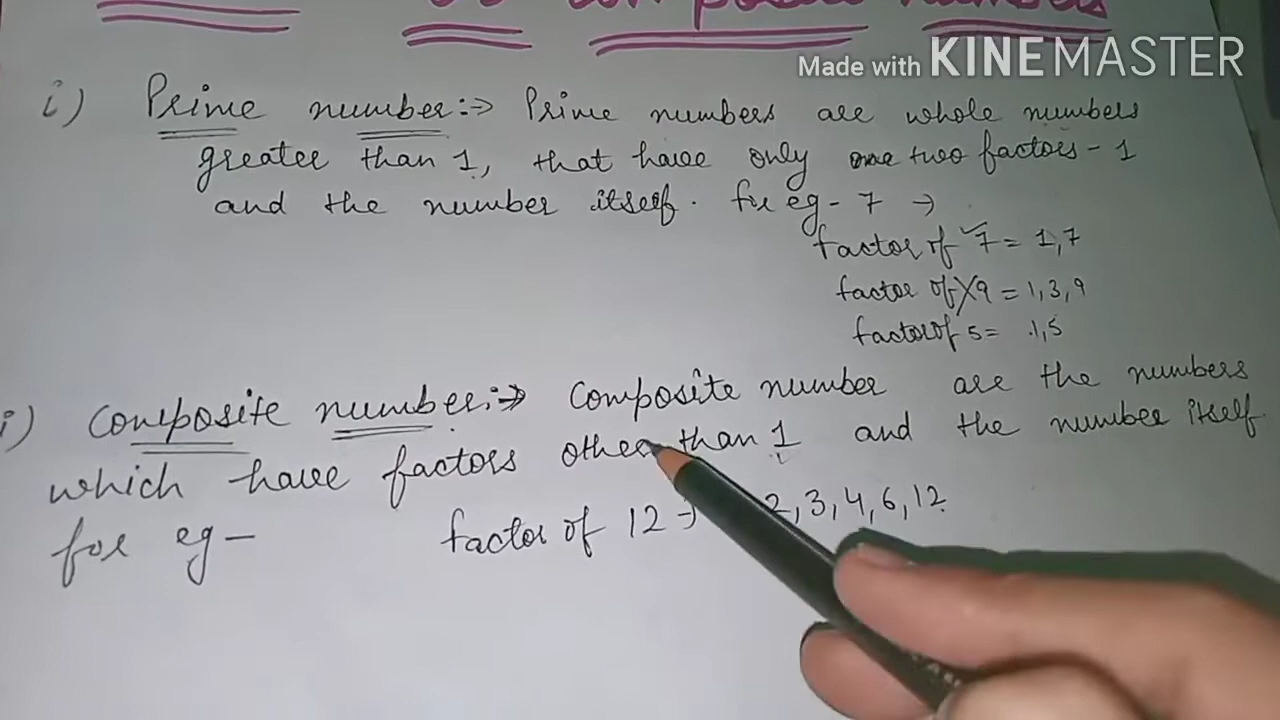 composite numbers
Made with KINEMASTER
i) Prime number:→ Prime numbers are whole numbers
greater than 1, that have only one two factors - 1
and the number itself. for eg - 7 →
factor of 7 = 1,7
factor of 9 = 1,3,9
factor of 5 = 1,5
i) Composite number:→ Composite number are the numbers
which have factors other than 1 and the number itself
for eg - factor of 12 → 2,3,4,6,12